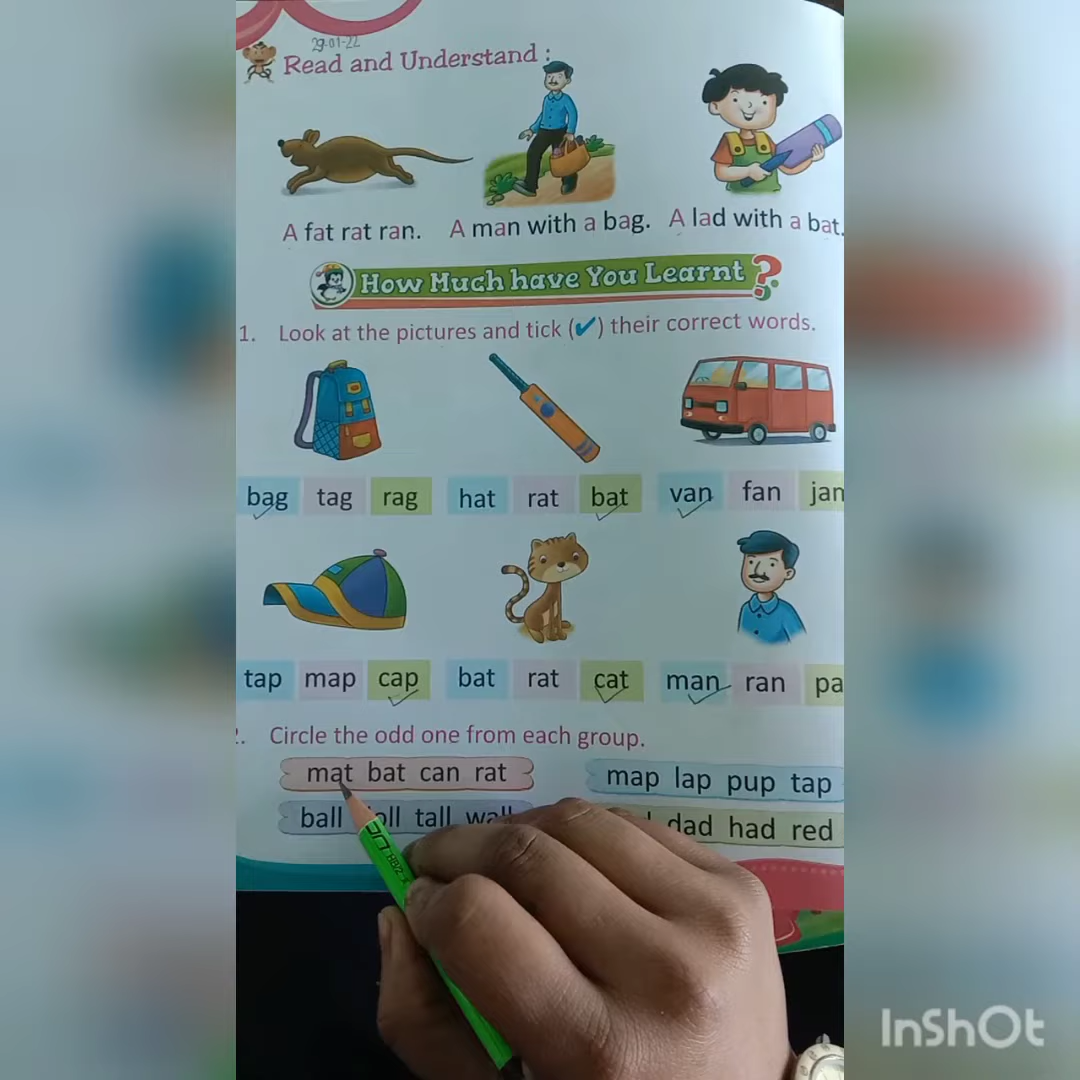 29-01-22
Read and Understand :
A fat rat ran. A man with a bag. A lad with a bat.
How Much have You Learnt ?
1. Look at the pictures and tick (✔) their correct words.
bag tag rag hat rat bat van fan
tap map cap bat rat cat man ran
Circle the odd one from each group.
mat bat can rat map lap pup tap
ball tall wall dad had red
InShOt